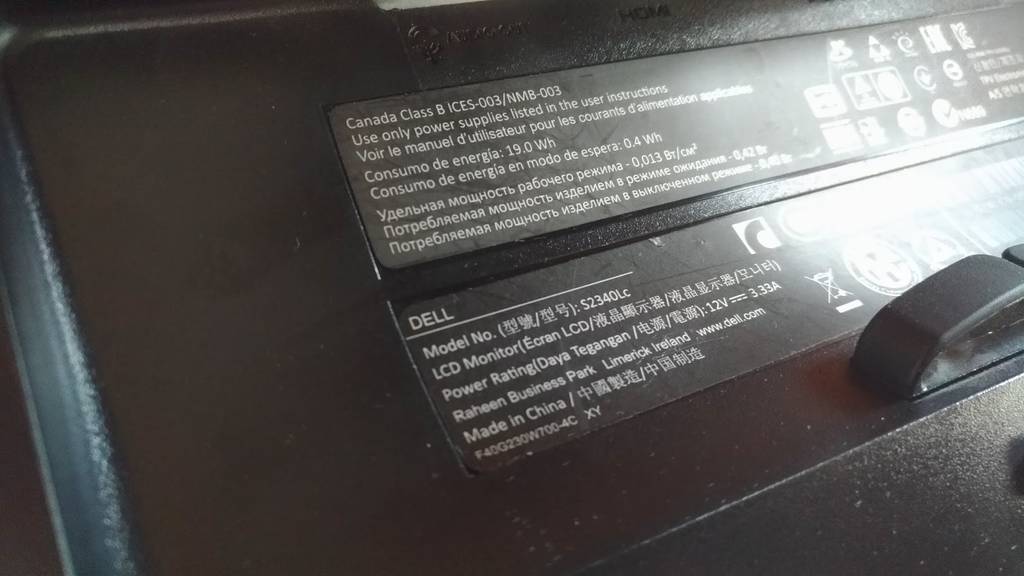 HDMI
Canada Class B ICES-003/NMB-003
Use only power supplies listed in the user instructions
Voir le manuel d'utilisateur pour les courants d'alimentation applications
Consumo de energía: 19.0 Wh
Consumo de energía en modo de espera: 0.4 Wh
Удельная мощность рабочего режима - 0,013 Вт/см²
Потребляемая мощность изделием в режиме ожидания - 0,42 Вт
Потребляемая мощность изделием в выключенном режиме
DELL
Model No.(型號/型号): S2340Lc
LCD Monitor(Écran LCD/液晶顯示器/液晶显示器/모니터)
Power Rating(Daya Tegangan /电源/電源): 12V ⎓ 3.33A
Raheen Business Park Limerick Ireland www.dell.com
Made in China / 中國製造/中国制造
F40G230W700-4C XY